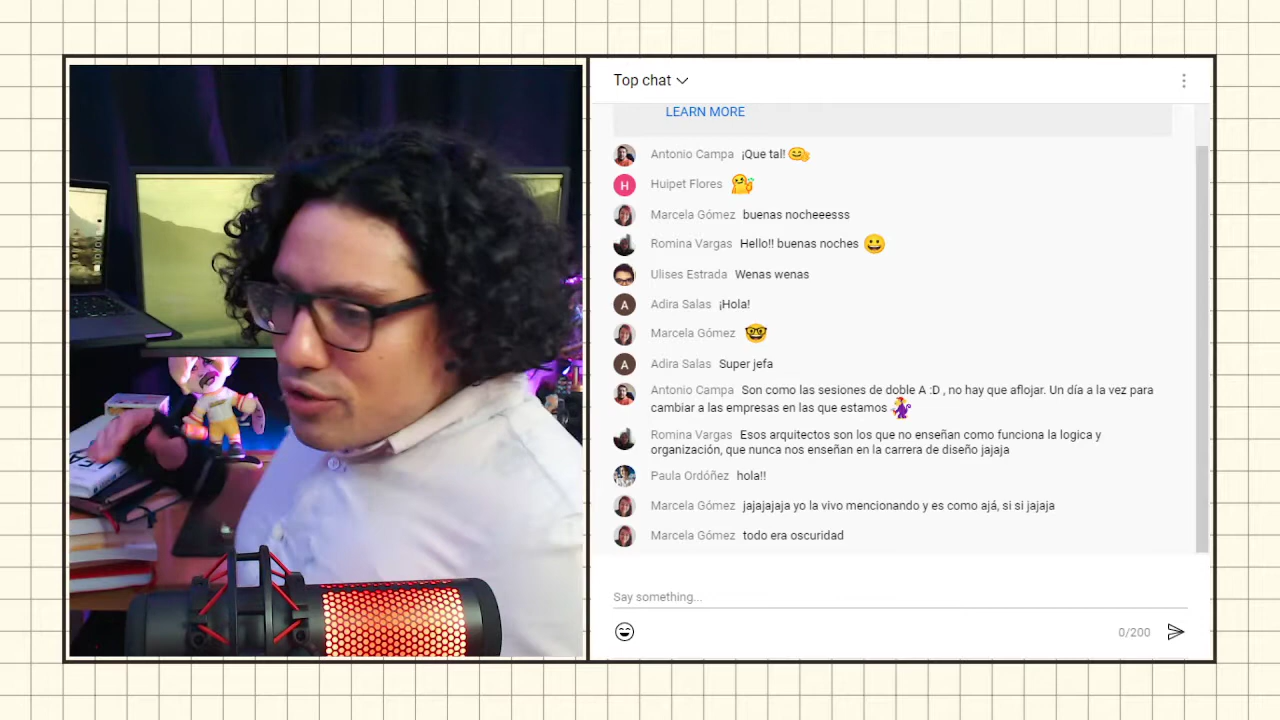 Top chat
LEARN MORE
Antonio Campa ¡Que tal!
H Huipet Flores
Marcela Gómez buenas nocheeesss
Romina Vargas Hello!! buenas noches
Ulises Estrada Wenas wenas
A Adira Salas ¡Hola!
Marcela Gómez
A Adira Salas Super jefa
Antonio Campa Son como las sesiones de doble A :D , no hay que aflojar. Un día a la vez para
cambiar a las empresas en las que estamos
Romina Vargas Esos arquitectos son los que no enseñan como funciona la logica y
organización, que nunca nos enseñan en la carrera de diseño jajaja
Paula Ordóñez hola!!
Marcela Gómez jajajajaja yo la vivo mencionando y es como ajá, si si jajaja
Marcela Gómez todo era oscuridad
Say something...
0/200